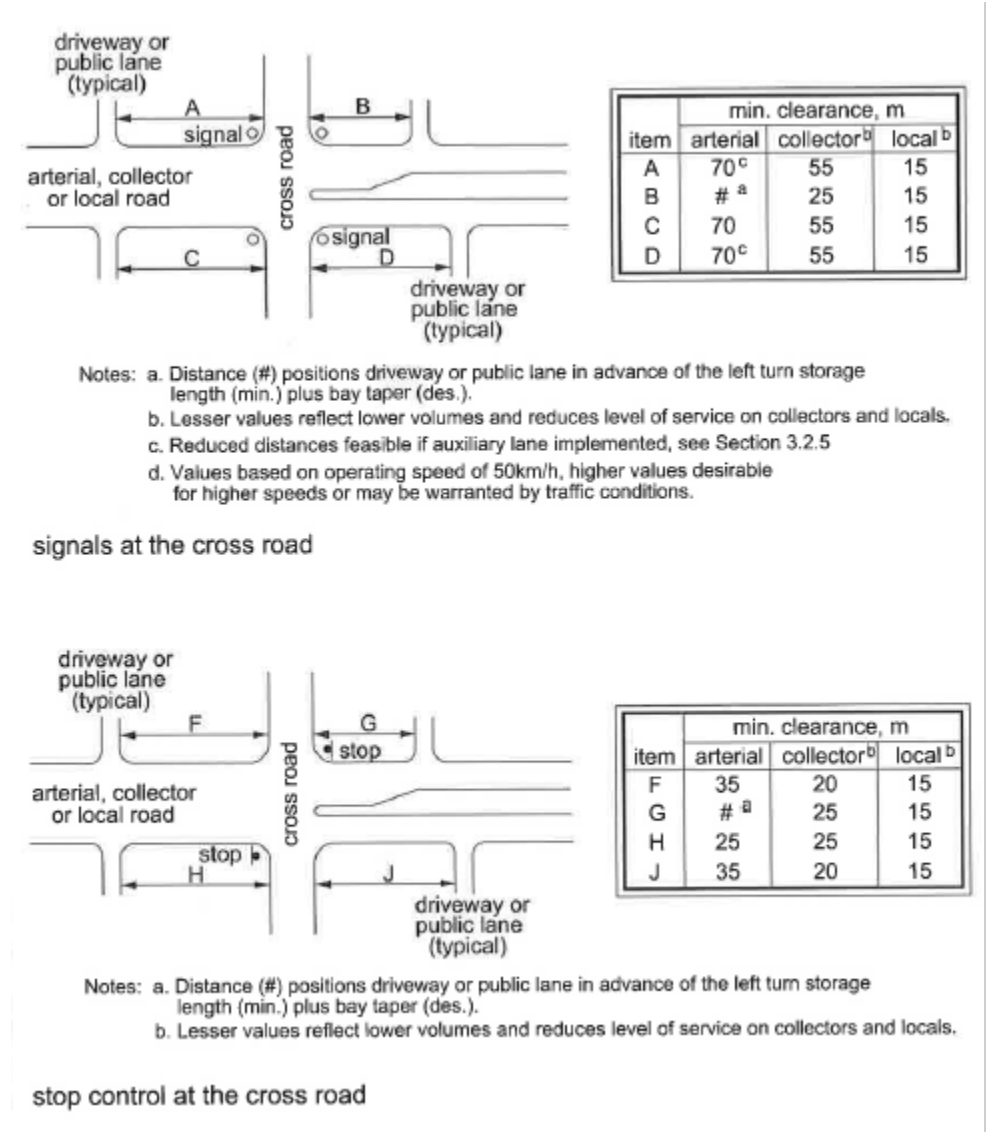 driveway or
public lane
(typical)
A
B
signal
cross road
arterial, collector
or local road
signal
C
D
driveway or
public lane
(typical)
min. clearance, m
item arterial collector b local b
A 70 c 55 15
B # a 25 15
C 70 55 15
D 70 c 55 15
Notes: a. Distance (#) positions driveway or public lane in advance of the left turn storage
length (min.) plus bay taper (des.).
b. Lesser values reflect lower volumes and reduces level of service on collectors and locals.
c. Reduced distances feasible if auxiliary lane implemented, see Section 3.2.5
d. Values based on operating speed of 50km/h, higher values desirable
for higher speeds or may be warranted by traffic conditions.
signals at the cross road
driveway or
public lane
(typical)
F
G
stop
cross road
arterial, collector
or local road
stop
H
J
driveway or
public lane
(typical)
min. clearance, m
item arterial collector b local b
F 35 20 15
G # a 25 15
H 25 25 15
J 35 20 15
Notes: a. Distance (#) positions driveway or public lane in advance of the left turn storage
length (min.) plus bay taper (des.).
b. Lesser values reflect lower volumes and reduces level of service on collectors and locals.
stop control at the cross road